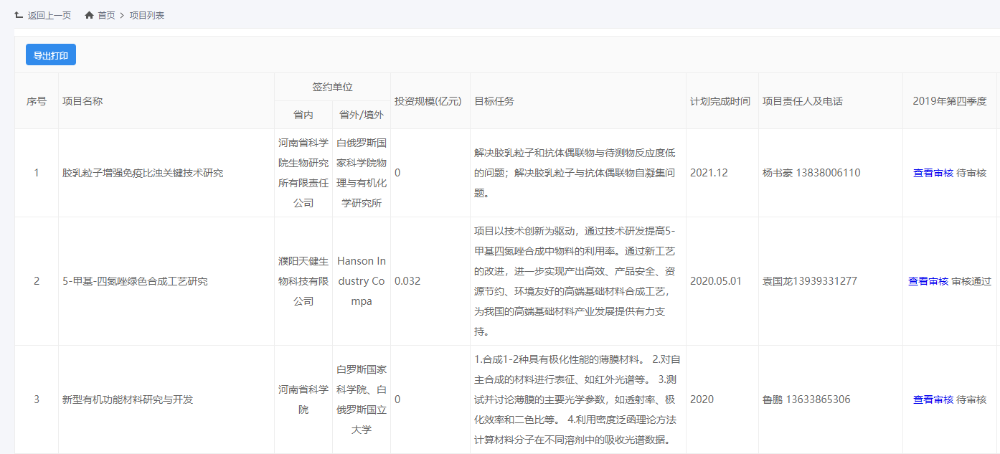 返回上一页 首页 > 项目列表
导出打印
序号 项目名称 签约单位 投资规模(亿元) 目标任务 计划完成时间 项目责任人及电话 2019年第四季度
省内 省外/境外
1
胶乳粒子增强免疫比浊关键技术研究
河南省科学
院生物研究
所有限责任
公司
白俄罗斯国
家科学院物
理与有机化
学研究所
0
解决胶乳粒子和抗体偶联物与待测物反应度低
的问题；解决胶乳粒子与抗体偶联物自凝集问
题。
2021.12
杨书豪 13838006110
查看审核 待审核
2
5-甲基-四氮唑绿色合成工艺研究
濮阳天健生
物科技有限
公司
Hanson In
dustry Co
mpa
0.032
项目以技术创新为驱动，通过技术研发提高5-
甲基四氮唑合成中物料的利用率。通过新工艺
的改进，进一步实现产出高效、产品安全、资
源节约、环境友好的高端基础材料合成工艺，
为我国的高端基础材料产业发展提供有力支
持。
2020.05.01
袁国龙13939331277
查看审核 审核通过
3
新型有机功能材料研究与开发
河南省科学
院
白罗斯国家
科学院、白
俄罗斯国立
大学
0
1.合成1-2种具有极化性能的薄膜材料。 2.对自
主合成的材料进行表征、如红外光谱等。 3.测
试并讨论薄膜的主要光学参数，如透射率、极
化效率和二色比等。 4.利用密度泛函理论方法
计算材料分子在不同溶剂中的吸收光谱数据。
2020
鲁鹏 13633865306
查看审核 待审核